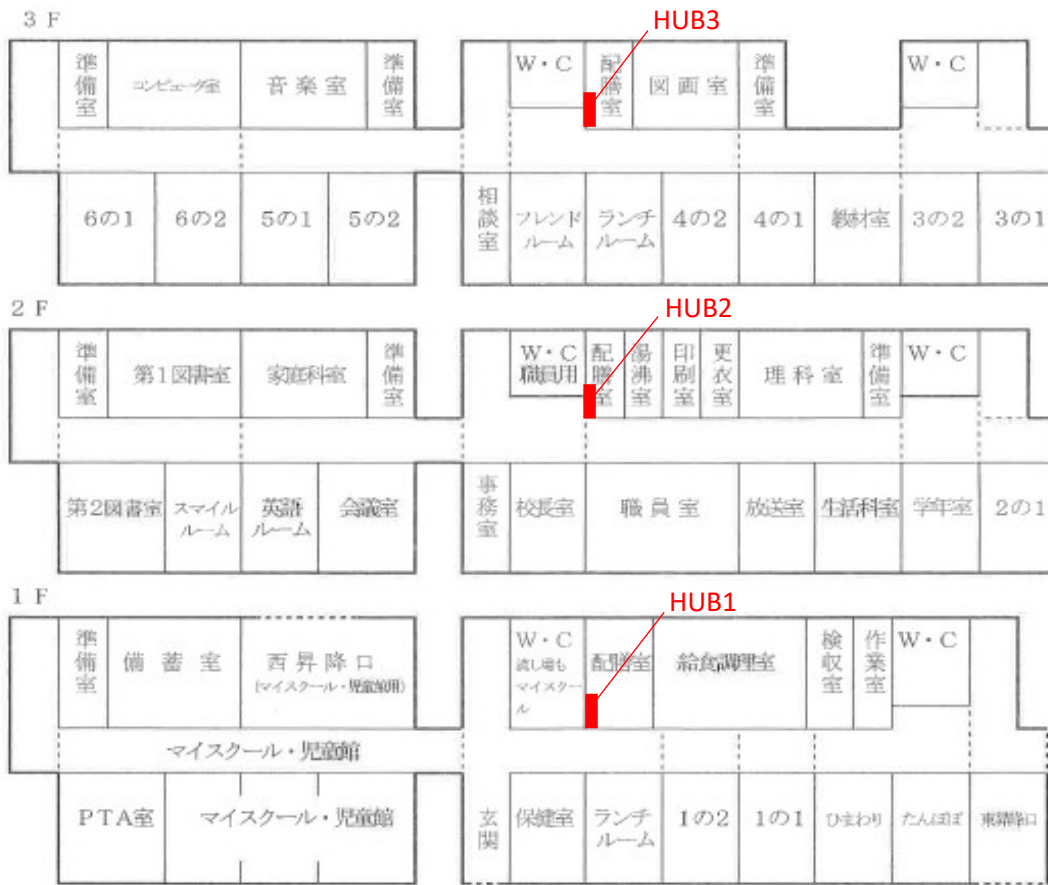 3F
HUB3
準備室
コンピュータ室
音楽室
準備室
W・C
配膳室
図画室
準備室
W・C
6の1
6の2
5の1
5の2
相談室
フレンド
ルーム
ランチ
ルーム
4の2
4の1
教材室
3の2
3の1
2F
HUB2
準備室
第1図書室
家庭科室
準備室
W・C
職員用
配膳室
湯沸室
印刷室
更衣室
理科室
準備室
W・C
第2図書室
スマイル
ルーム
英語
ルーム
会議室
事務室
校長室
職員室
放送室
生活科室
学年室
2の1
1F
HUB1
準備室
備蓄室
西昇降口
(マイスクール・児童館用)
W・C
流し場も
マイスクー
ル
配膳室
給食調理室
検収室
作業室
W・C
マイスクール・児童館
PTA室
マイスクール・児童館
玄関
保健室
ランチ
ルーム
1の2
1の1
ひまわり
たんぽぽ
東昇降口